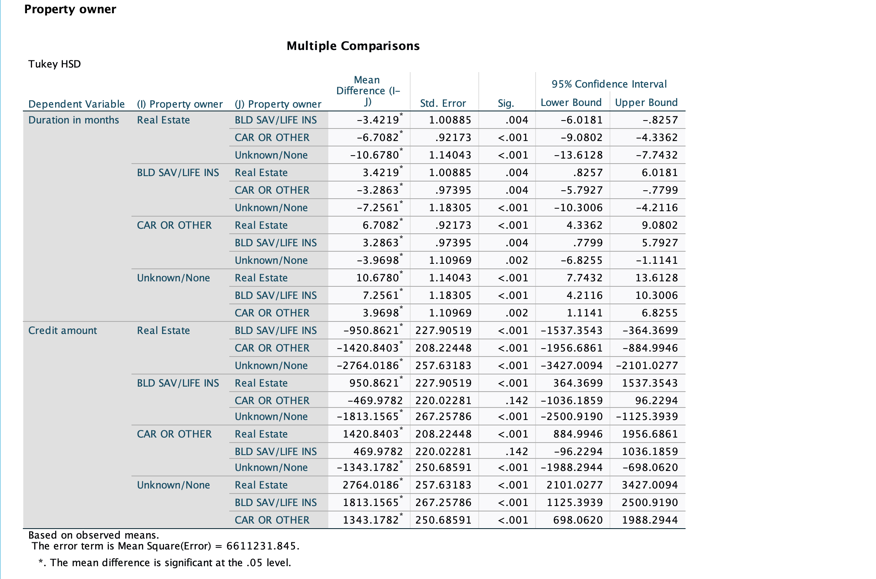 Property owner
Multiple Comparisons
Tukey HSD
Mean
Difference (I-
95% Confidence Interval
Dependent Variable (I) Property owner (J) Property owner J) Std. Error Sig. Lower Bound Upper Bound
Duration in months Real Estate BLD SAV/LIFE INS -3.4219* 1.00885 .004 -6.0181 -.8257
CAR OR OTHER -6.7082* .92173 <.001 -9.0802 -4.3362
Unknown/None -10.6780* 1.14043 <.001 -13.6128 -7.7432
BLD SAV/LIFE INS Real Estate 3.4219* 1.00885 .004 .8257 6.0181
CAR OR OTHER -3.2863* .97395 .004 -5.7927 -.7799
Unknown/None -7.2561* 1.18305 <.001 -10.3006 -4.2116
CAR OR OTHER Real Estate 6.7082* .92173 <.001 4.3362 9.0802
BLD SAV/LIFE INS 3.2863* .97395 .004 .7799 5.7927
Unknown/None -3.9698* 1.10969 .002 -6.8255 -1.1141
Unknown/None Real Estate 10.6780* 1.14043 <.001 7.7432 13.6128
BLD SAV/LIFE INS 7.2561* 1.18305 <.001 4.2116 10.3006
CAR OR OTHER 3.9698* 1.10969 .002 1.1141 6.8255
Credit amount Real Estate BLD SAV/LIFE INS -950.8621* 227.90519 <.001 -1537.3543 -364.3699
CAR OR OTHER -1420.8403* 208.22448 <.001 -1956.6861 -884.9946
Unknown/None -2764.0186* 257.63183 <.001 -3427.0094 -2101.0277
BLD SAV/LIFE INS Real Estate 950.8621* 227.90519 <.001 364.3699 1537.3543
CAR OR OTHER -469.9782 220.02281 .142 -1036.1859 96.2294
Unknown/None -1813.1565* 267.25786 <.001 -2500.9190 -1125.3939
CAR OR OTHER Real Estate 1420.8403* 208.22448 <.001 884.9946 1956.6861
BLD SAV/LIFE INS 469.9782 220.02281 .142 -96.2294 1036.1859
Unknown/None -1343.1782* 250.68591 <.001 -1988.2944 -698.0620
Unknown/None Real Estate 2764.0186* 257.63183 <.001 2101.0277 3427.0094
BLD SAV/LIFE INS 1813.1565* 267.25786 <.001 1125.3939 2500.9190
CAR OR OTHER 1343.1782* 250.68591 <.001 698.0620 1988.2944
Based on observed means.
The error term is Mean Square(Error) = 6611231.845.
*. The mean difference is significant at the .05 level.